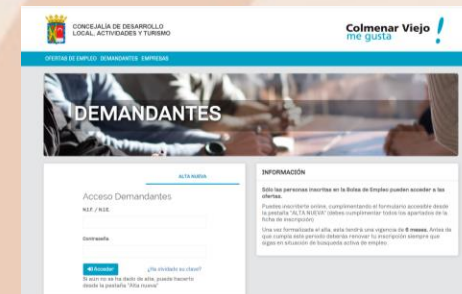 CONCEJALÍA DE DESARROLLO
LOCAL, ACTIVIDADES Y TURISMO
Colmenar Viejo
me gusta
OFERTAS DE EMPLEO DEMANDANTES EMPRESAS
DEMANDANTES
ALTA NUEVA
Acceso Demandantes
N.I.F. / N.I.E.
Contraseña
Acceder
¿Ha olvidado su clave?
Si aun no se ha dado de alta, puede hacerlo
desde la pestaña "Alta nueva"
INFORMACIÓN
Sólo las personas inscritas en la Bolsa de Empleo pueden acceder a las
ofertas.
Puedes inscribirte online, cumplimentando el formulario accesible desde
la pestaña "ALTA NUEVA" (debes cumplimentar todos los apartados de la
ficha de inscripción)
Una vez formalizada el alta, esta tendrá una vigencia de 6 meses. Antes de
que cumpla este periodo deberás renovar tu inscripción siempre que
sigas en situación de búsqueda activa de empleo.